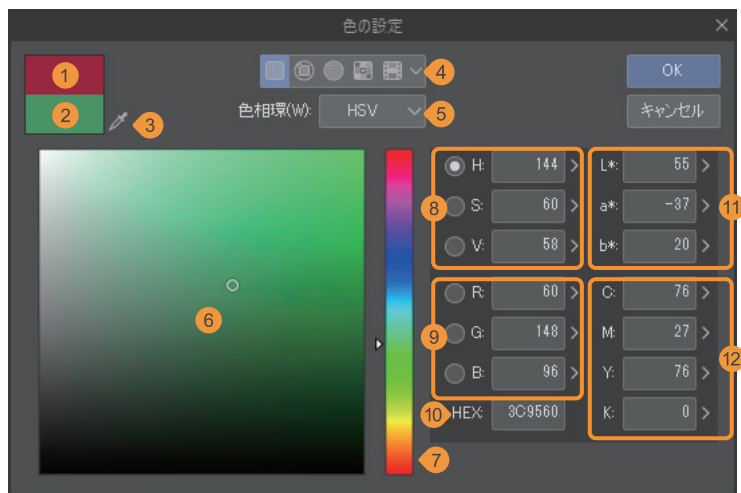 色の設定
1
2
3
4
OK
色相環(W): HSV
5
キャンセル
6
7
8
H: 144
S: 60
V: 58
9
R: 60
G: 148
B: 96
10
HEX: 3C9560
11
L*: 55
a*: -37
b*: 20
12
C: 76
M: 27
Y: 76
K: 0